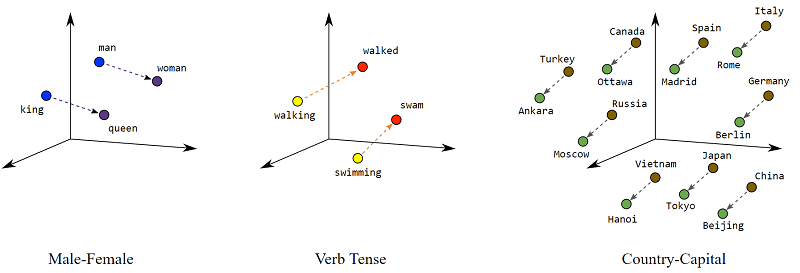 man
woman
king
queen
Male-Female
walked
swam
walking
swimming
Verb Tense
Italy
Spain
Canada
Turkey
Rome
Ottawa
Madrid
Germany
Ankara
Russia
Berlin
Moscow
Japan
Vietnam
China
Tokyo
Hanoi
Beijing
Country-Capital